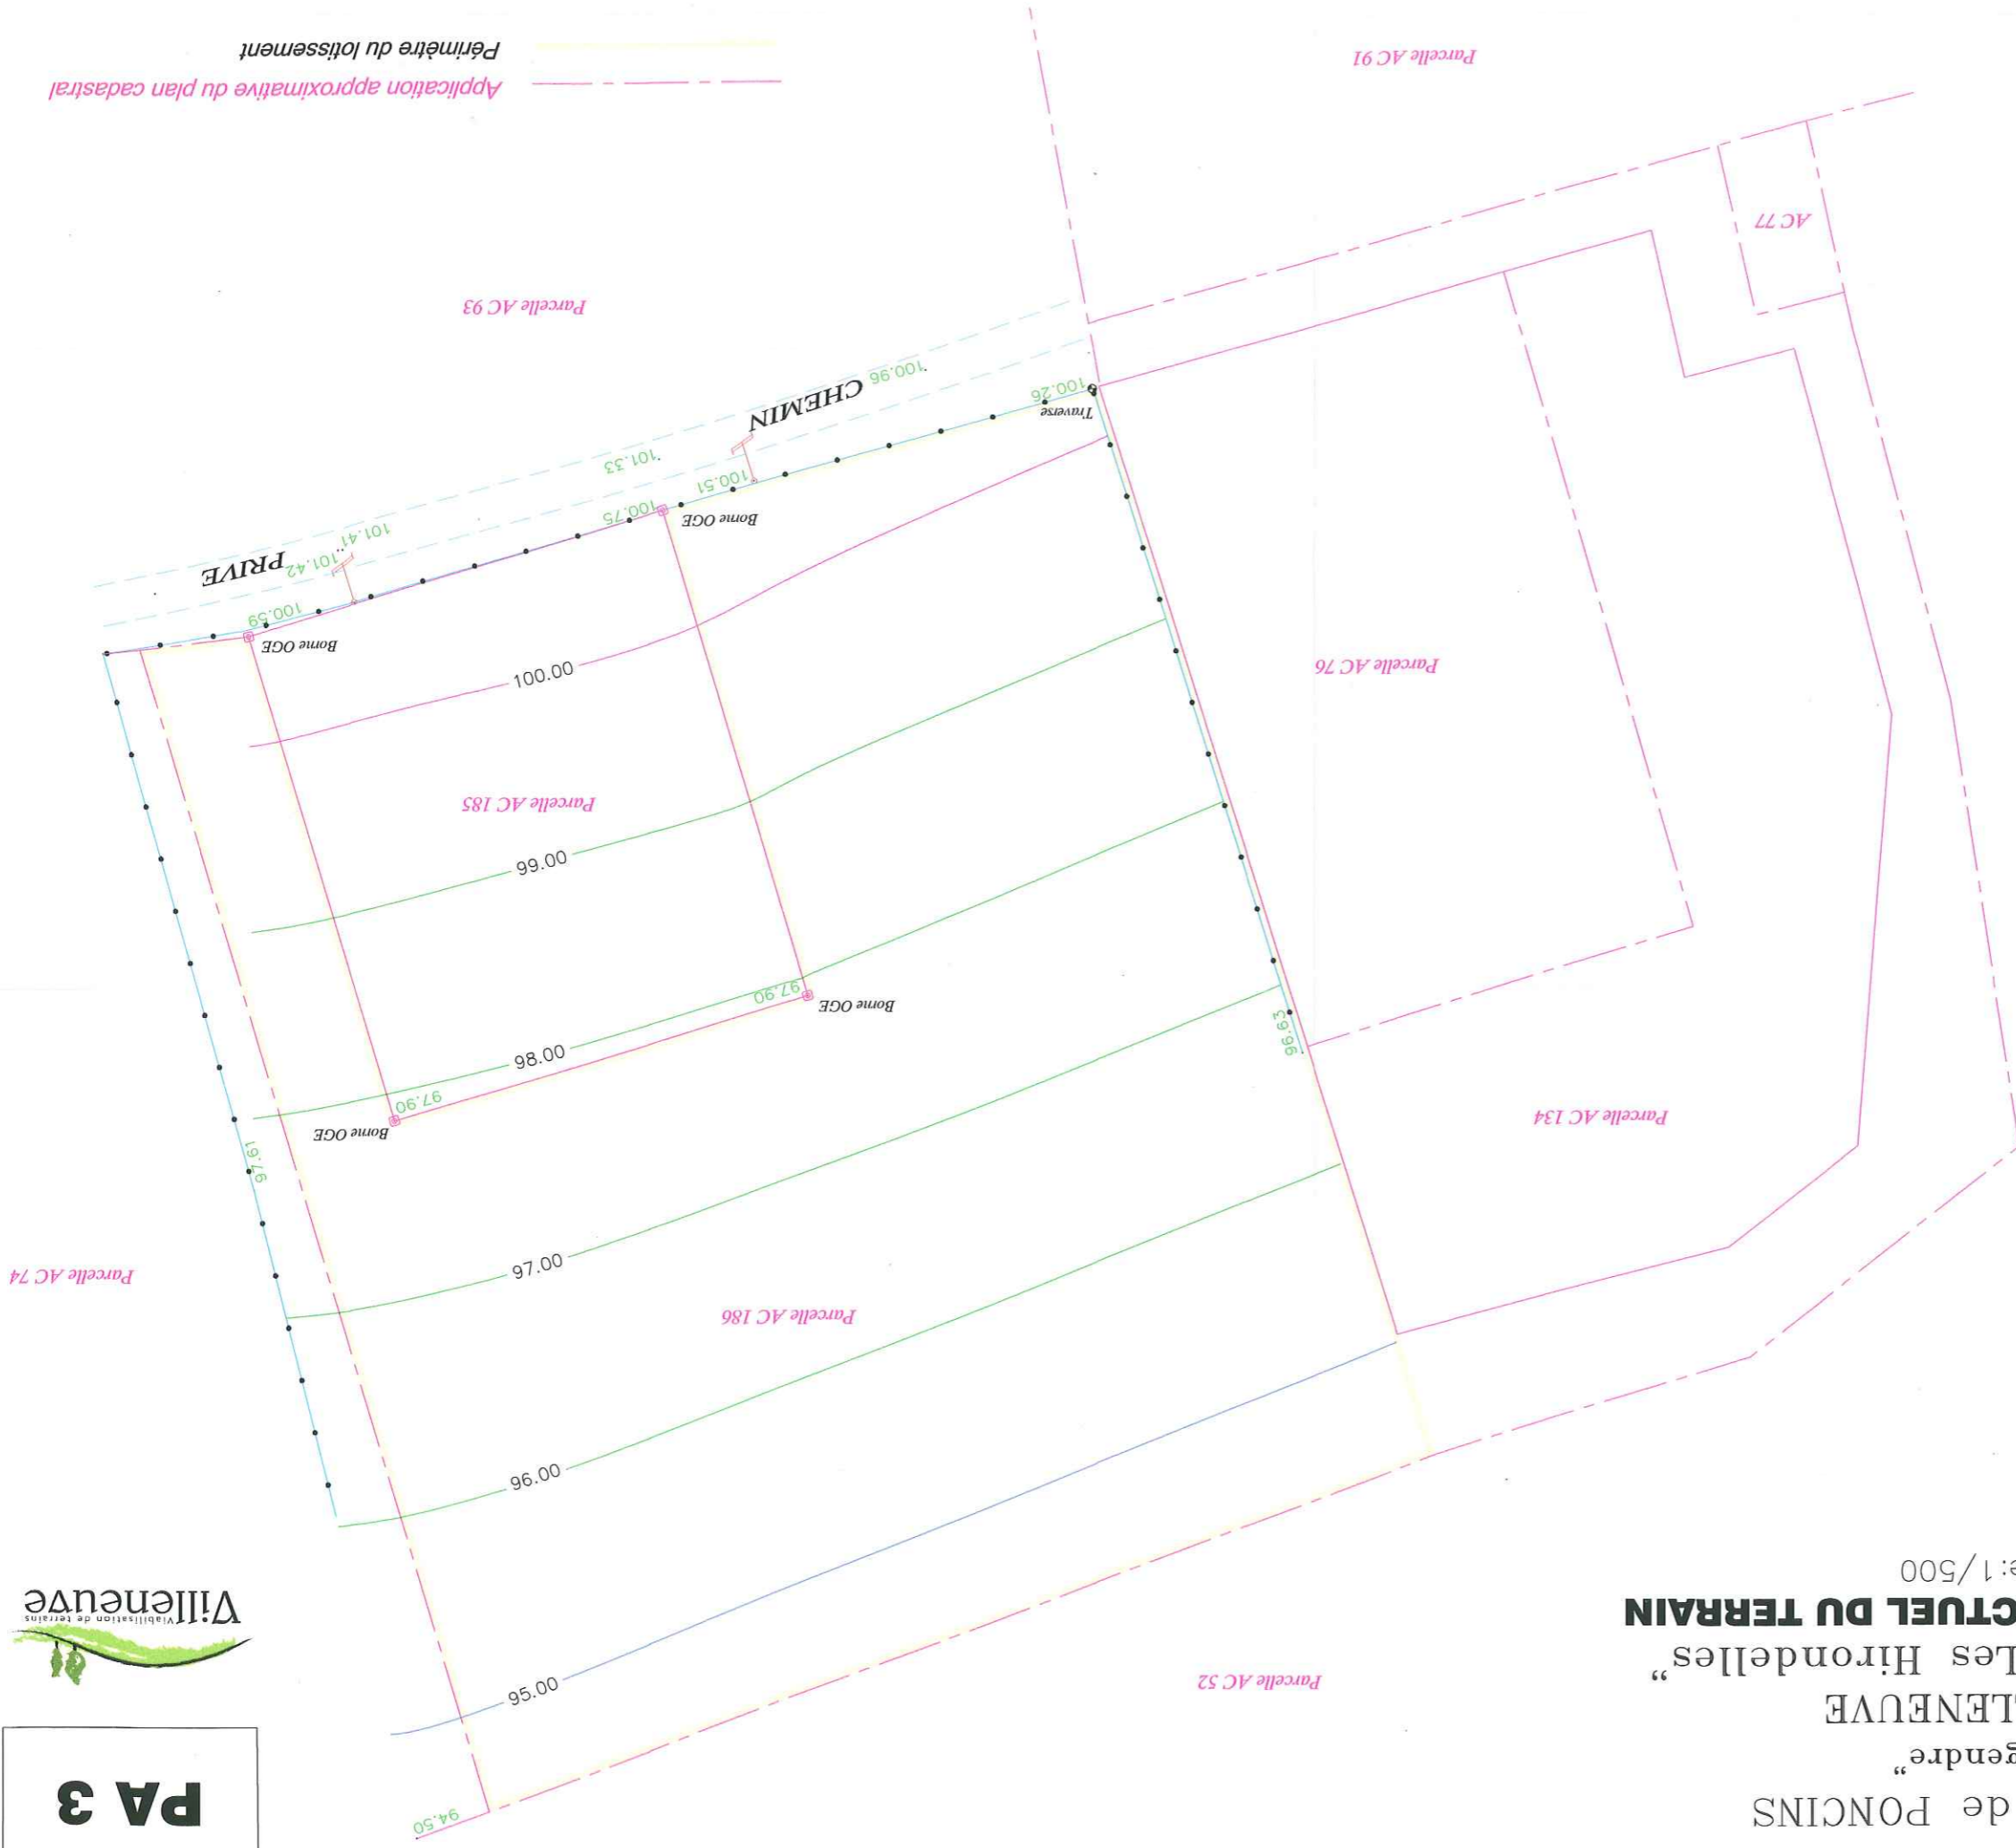 de PONCINS
gendre"
LENEUVE
Les Hirondelles"
CTUEL DU TERRAIN
e:1/500
PA 3
Viabilisation de terrains
Villeneuve
94.50
95.00
Parcelle AC 52
96.00
Parcelle AC 186
97.00
Parcelle AC 74
97.61
Parcelle AC 134
Borne OGE
97.90
98.00
96.63
Borne OGE
97.90
99.00
Parcelle AC 185
Parcelle AC 76
100.00
Borne OGE
100.59
PRIVE
101.42
101.41
Borne OGE
100.75
100.51
101.33
Traverse
100.26
CHEMIN
100.96
Parcelle AC 93
AC 77
Parcelle AC 91
Application approximative du plan cadastral
Périmètre du lotissement